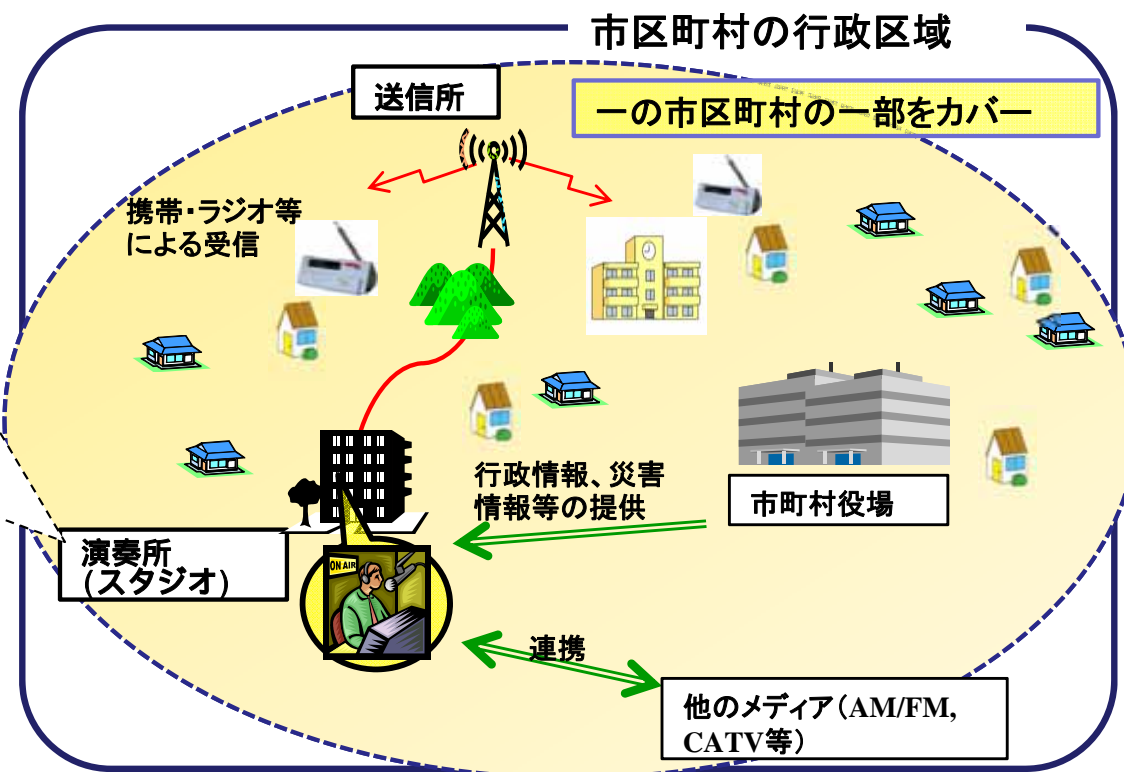 市区町村の行政区域
送信所
一の市区町村の一部をカバー
携帯・ラジオ等
による受信
行政情報、災害
情報等の提供
市町村役場
演奏所
(スタジオ)
ON AIR
連携
他のメディア（AM/FM,
CATV等）